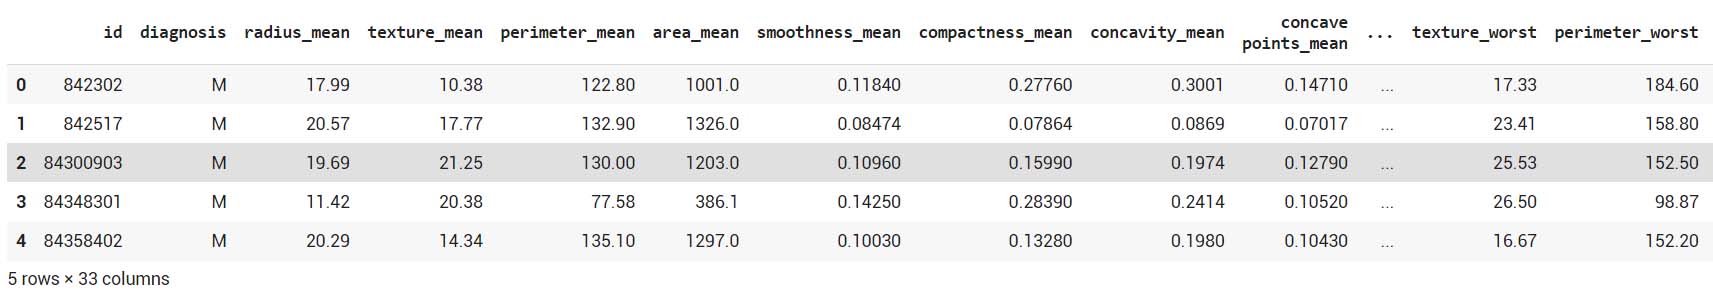 id diagnosis radius_mean texture_mean perimeter_mean area_mean smoothness_mean compactness_mean concavity_mean concave points_mean ... texture_worst perimeter_worst
0 842302 M 17.99 10.38 122.80 1001.0 0.11840 0.27760 0.3001 0.14710 ... 17.33 184.60
1 842517 M 20.57 17.77 132.90 1326.0 0.08474 0.07864 0.0869 0.07017 ... 23.41 158.80
2 84300903 M 19.69 21.25 130.00 1203.0 0.10960 0.15990 0.1974 0.12790 ... 25.53 152.50
3 84348301 M 11.42 20.38 77.58 386.1 0.14250 0.28390 0.2414 0.10520 ... 26.50 98.87
4 84358402 M 20.29 14.34 135.10 1297.0 0.10030 0.13280 0.1980 0.10430 ... 16.67 152.20
5 rows × 33 columns